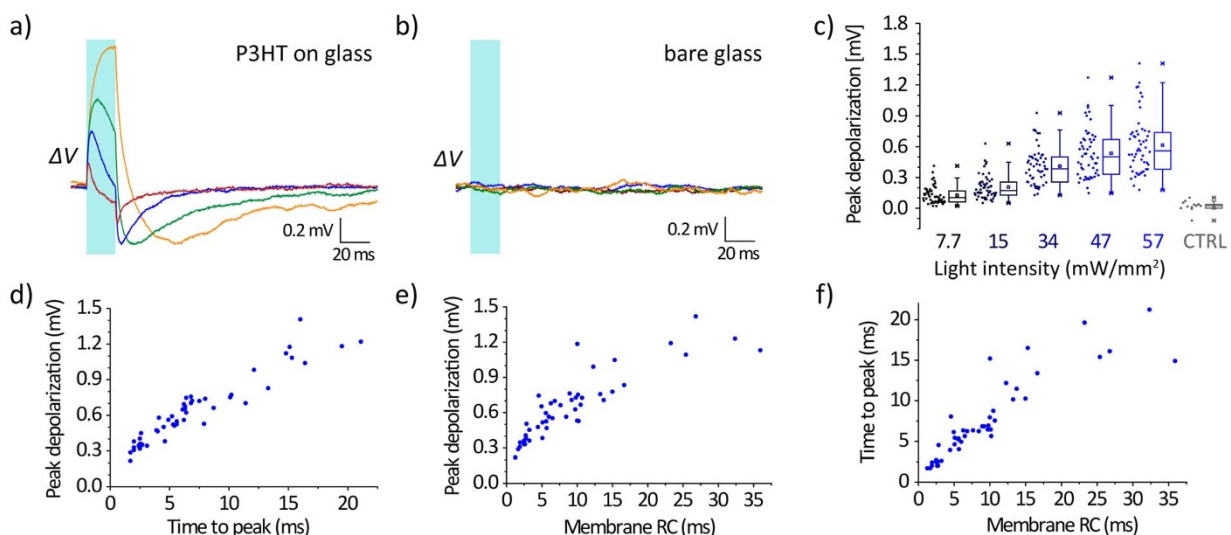 a)
P3HT on glass
ΔV
0.2 mV
20 ms
b)
bare glass
ΔV
0.2 mV
20 ms
c)
Peak depolarization [mV]
1.8
1.5
1.2
0.9
0.6
0.3
0.0
7.7 15 34 47 57 CTRL
Light intensity (mW/mm²)
d)
Peak depolarization (mV)
1.5
1.2
0.9
0.6
0.3
0.0
0 5 10 15 20
Time to peak (ms)
e)
Peak depolarization (mV)
1.5
1.2
0.9
0.6
0.3
0.0
0 5 10 15 20 25 30 35
Membrane RC (ms)
f)
Time to peak (ms)
20
15
10
5
0
0 5 10 15 20 25 30 35
Membrane RC (ms)